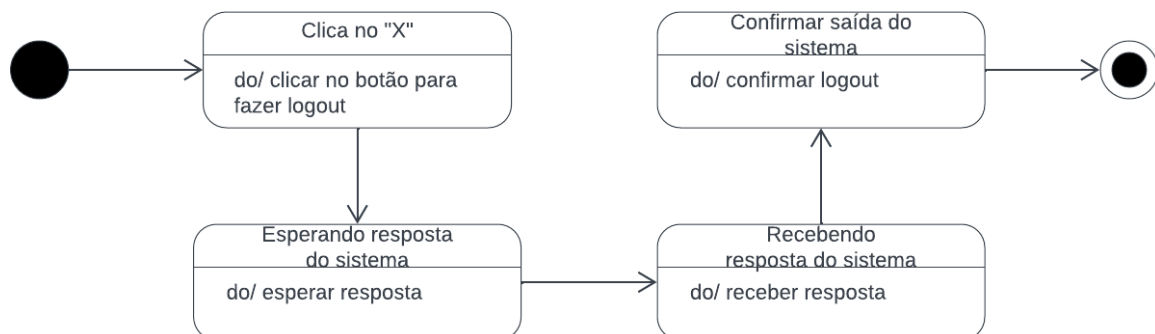 Clica no "X"
do/ clicar no botão para
fazer logout
Esperando resposta
do sistema
do/ esperar resposta
Recebendo
resposta do sistema
do/ receber resposta
Confirmar saída do
sistema
do/ confirmar logout